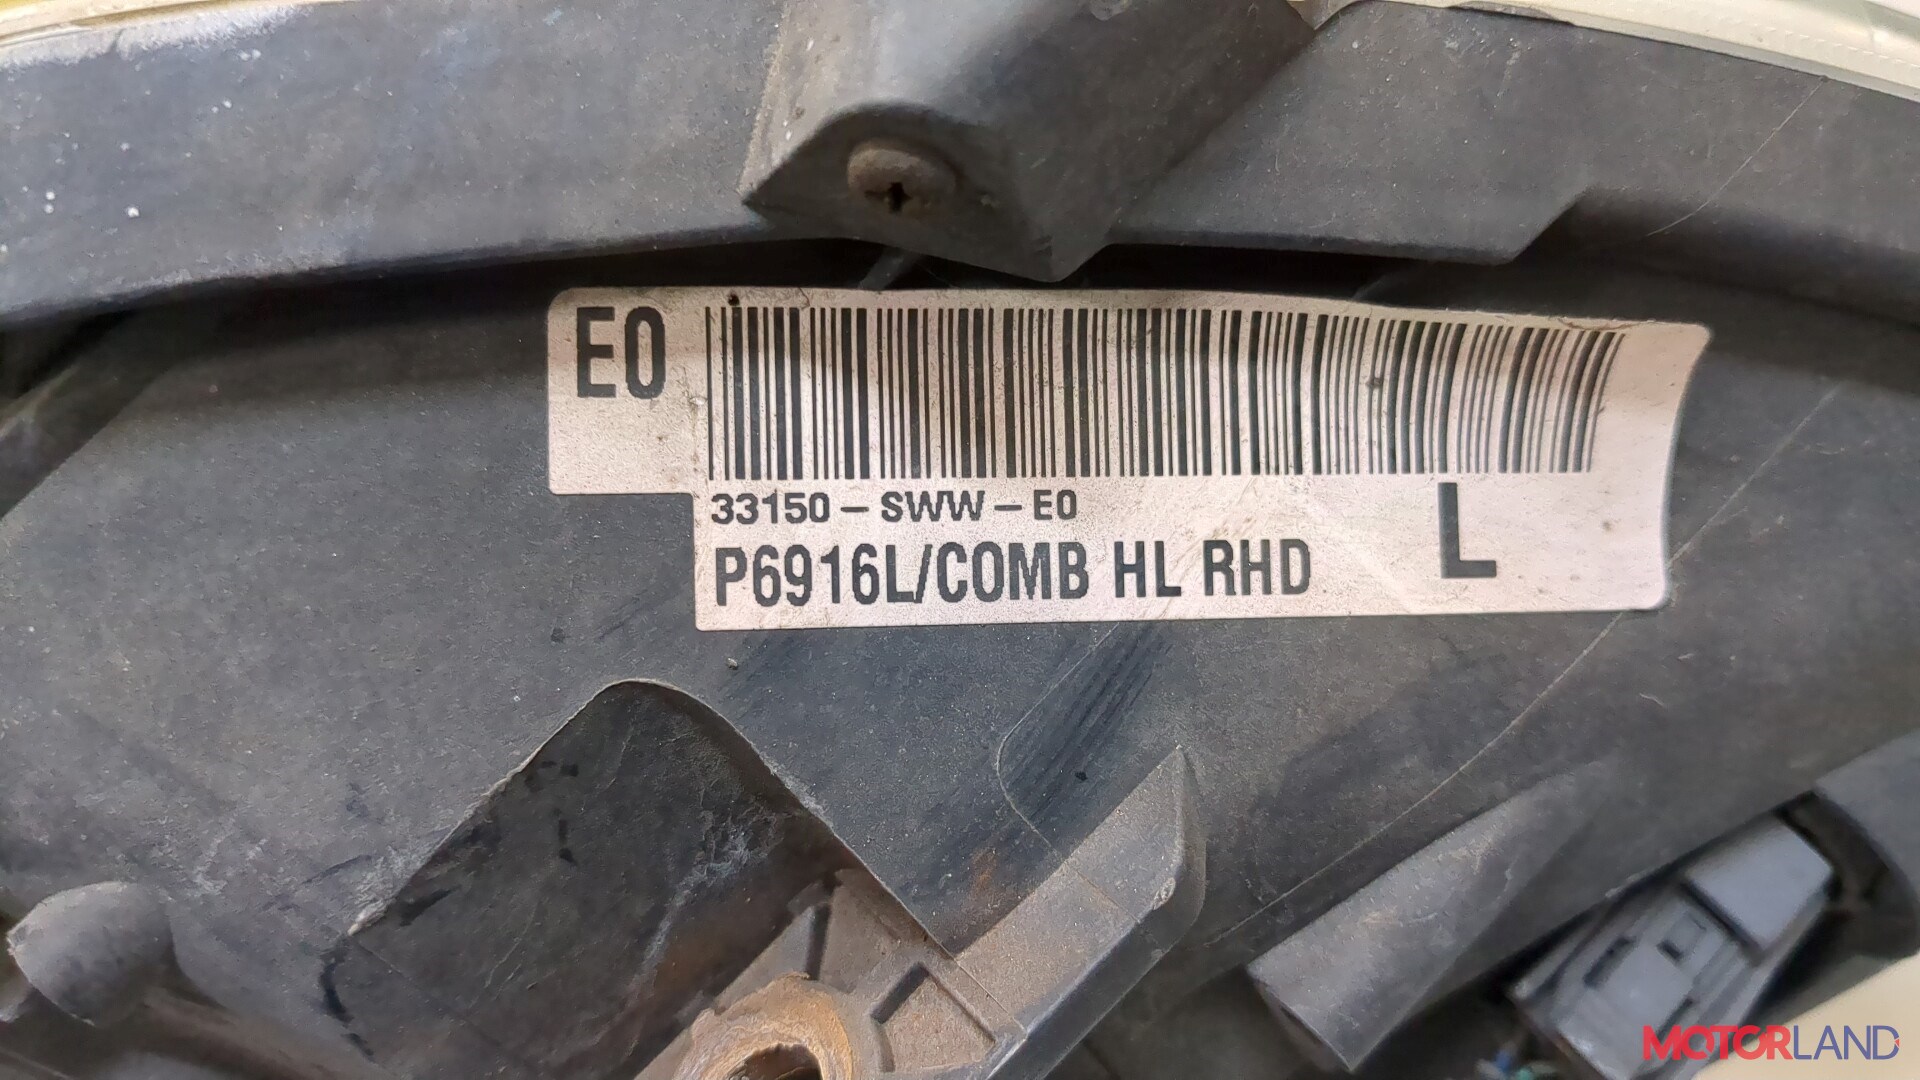 E0
33150-SWW-E0
P6916L/COMB HL RHD
L
MOTORLAND